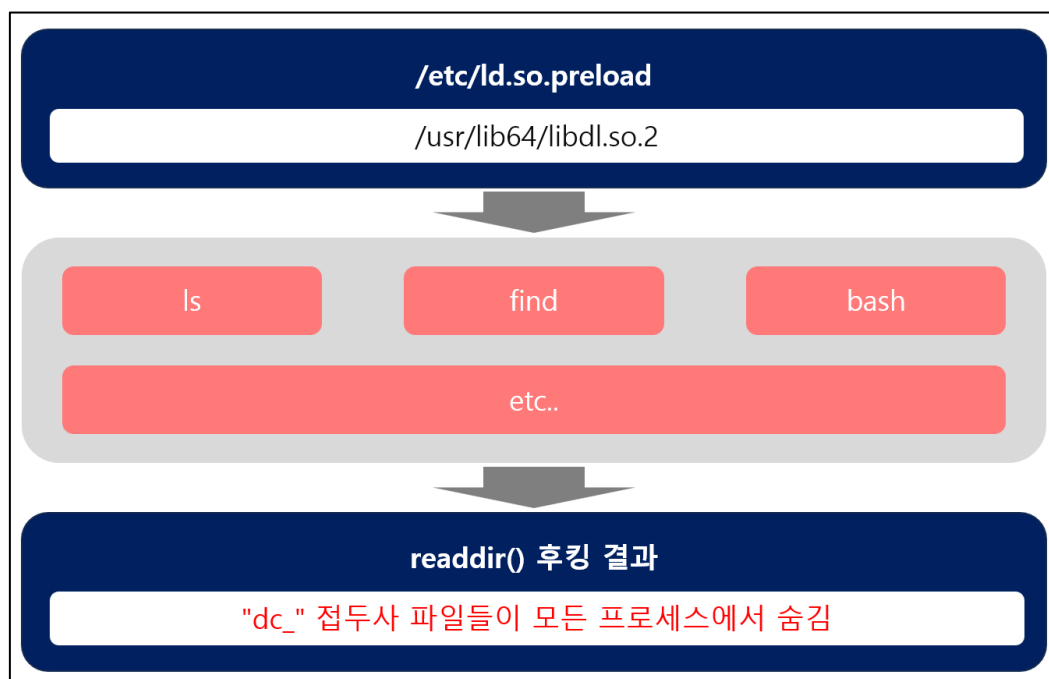 /etc/ld.so.preload
/usr/lib64/libdl.so.2
ls
find
bash
etc..
readdir() 후킹 결과
"dc_" 접두사 파일들이 모든 프로세스에서 숨김